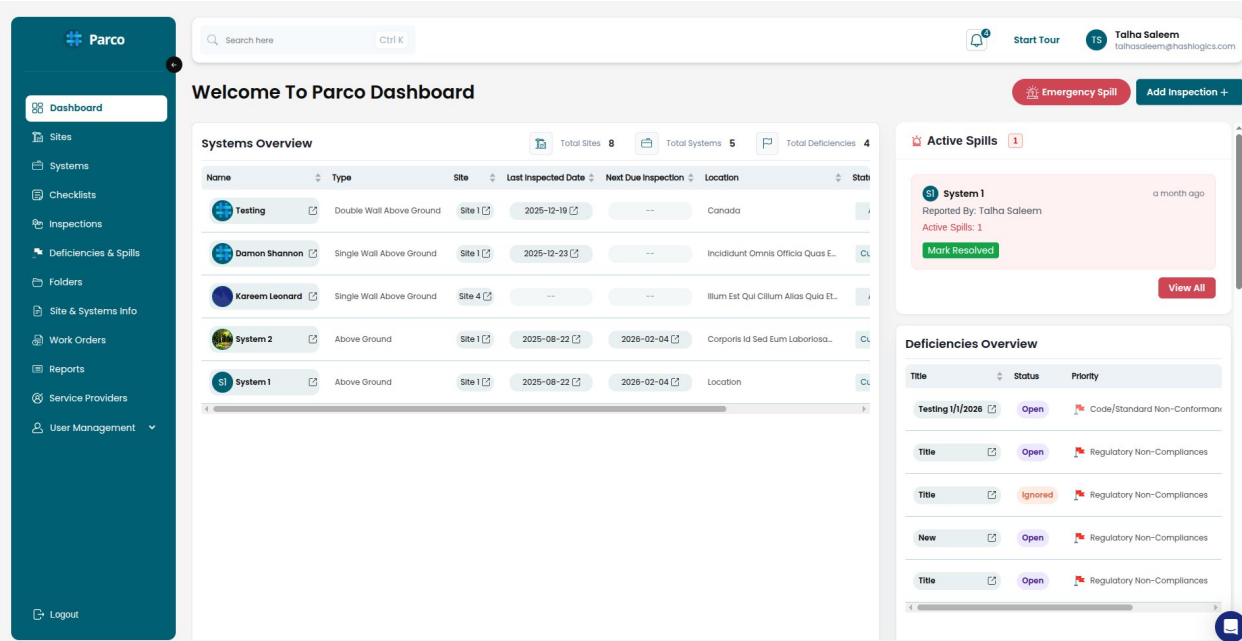 Parco
Dashboard
Sites
Systems
Checklists
Inspections
Deficiencies & Spills
Folders
Site & Systems Info
Work Orders
Reports
Service Providers
User Management
Logout
Search here Ctrl K
4 Start Tour TS Talha Saleem
talhasaleem@hashlogics.com
Welcome To Parco Dashboard
Emergency Spill Add Inspection +
Systems Overview Total Sites 8 Total Systems 5 Total Deficiencies 4
Name Type Site Last Inspected Date Next Due Inspection Location Statu
Testing Double Wall Above Ground Site 1 2025-12-19 -- Canada
Damon Shannon Single Wall Above Ground Site 1 2025-12-23 -- Incididunt Omnis Officia Quas E... Cu
Kareem Leonard Single Wall Above Ground Site 4 -- -- Illum Est Qui Cillum Alias Quia Et...
System 2 Above Ground Site 1 2025-08-22 2026-02-04 Corporis Id Sed Eum Laboriosa... Cu
S1 System 1 Above Ground Site 1 2025-08-22 2026-02-04 Location Cu
Active Spills 1
S1 System 1 a month ago
Reported By: Talha Saleem
Active Spills: 1
Mark Resolved
View All
Deficiencies Overview
Title Status Priority
Testing 1/1/2026 Open Code/Standard Non-Conforman
Title Open Regulatory Non-Compliances
Title Ignored Regulatory Non-Compliances
New Open Regulatory Non-Compliances
Title Open Regulatory Non-Compliances